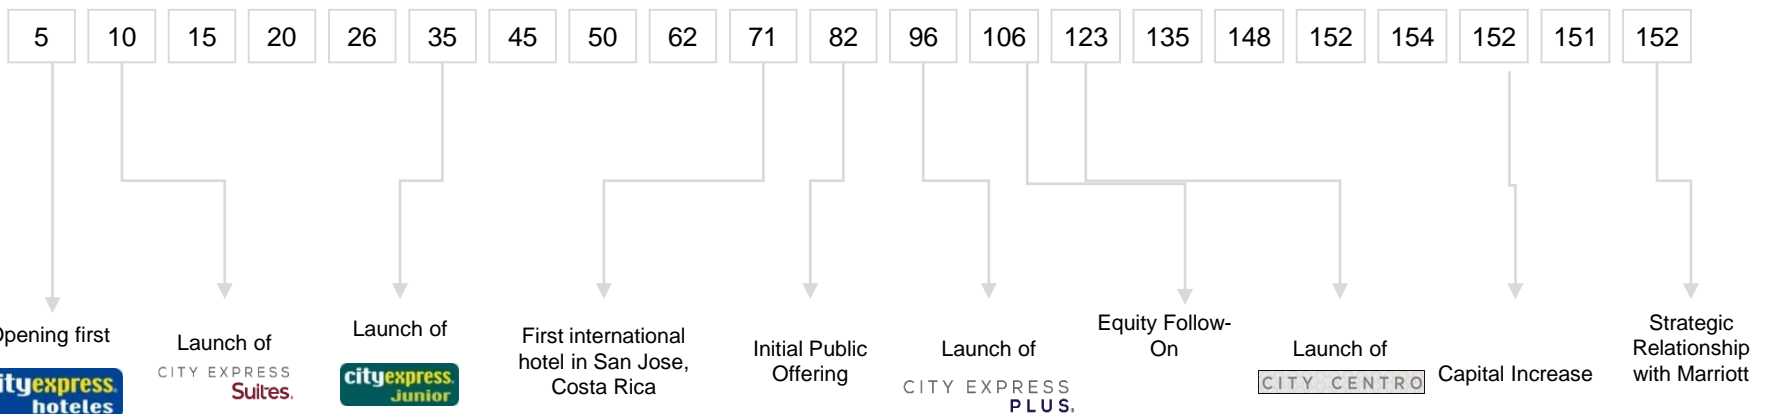 5 10 15 20 26 35 45 50 62 71 82 96 106 123 135 148 152 154 152 151 152
Opening first
cityexpress.
hoteles
Launch of
CITY EXPRESS
Suites.
Launch of
cityexpress.
Junior
First international
hotel in San Jose,
Costa Rica
Initial Public
Offering
Launch of
CITY EXPRESS
PLUS.
Equity Follow-
On
Launch of
CITY CENTRO
Capital Increase
Strategic
Relationship
with Marriott